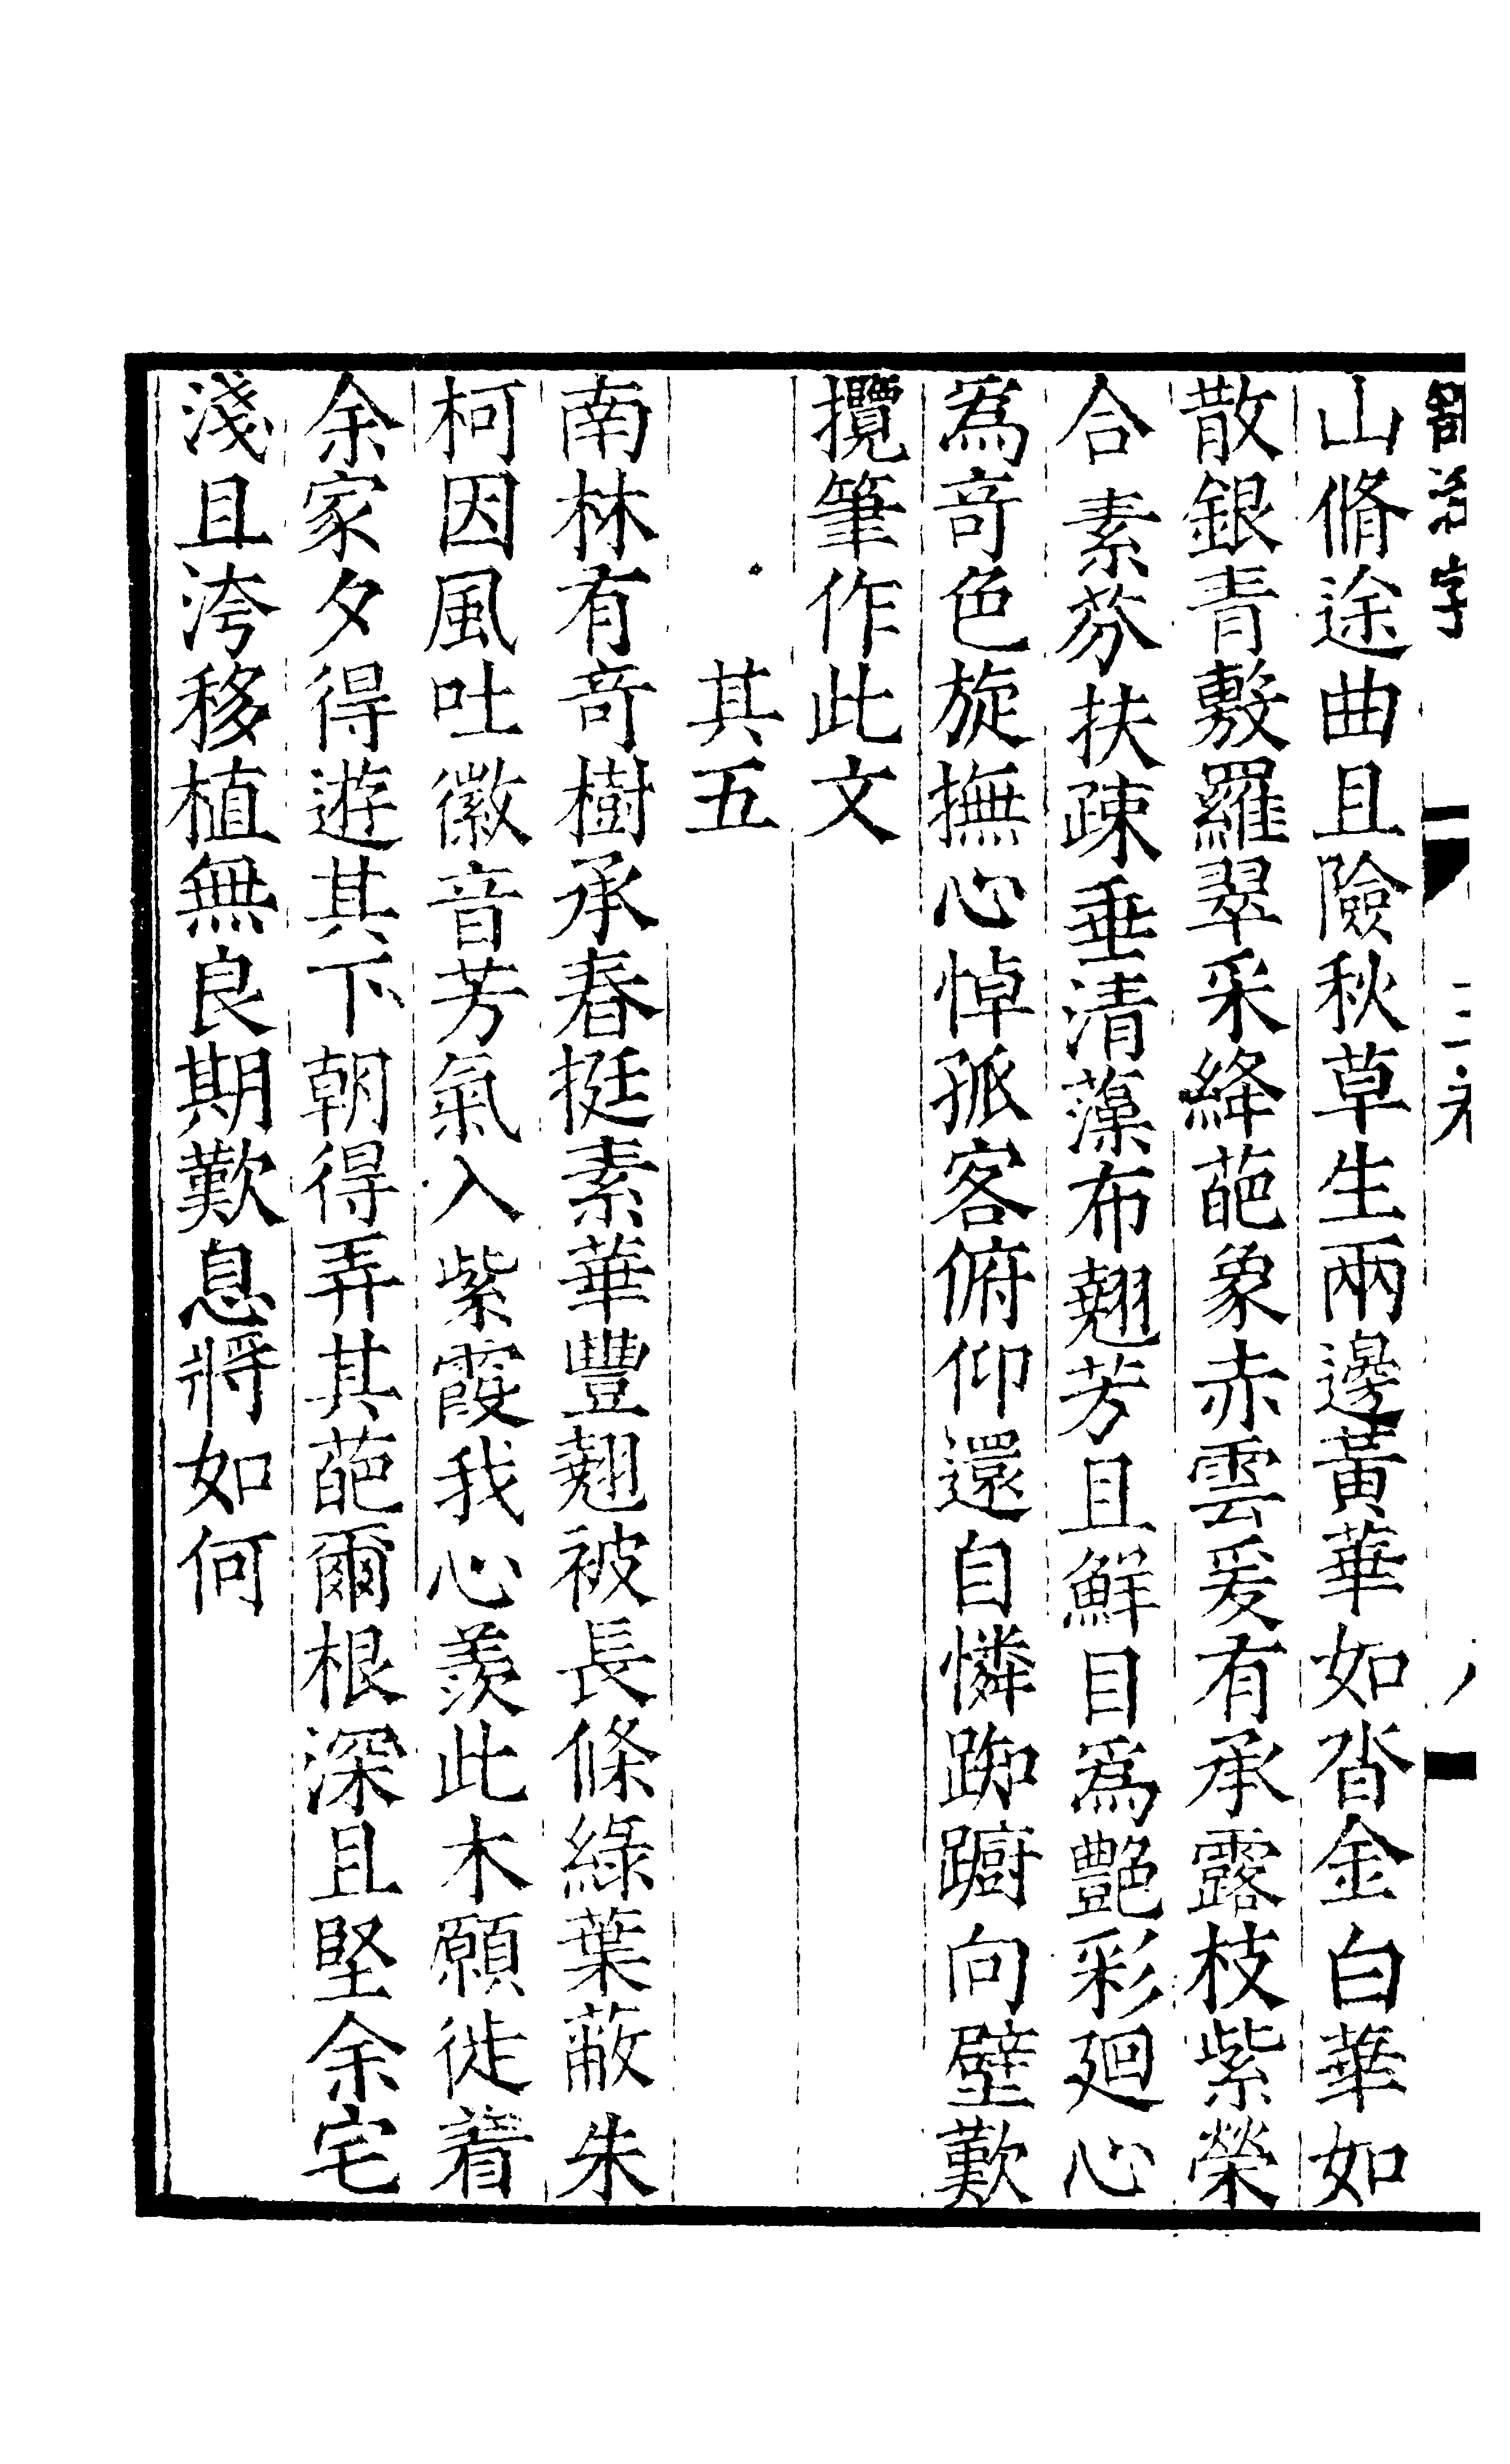 山脩途曲且險秋草生兩邊黃華如沓金白華如
散銀青敷羅翠采絳葩象赤雲爰有承露枝紫榮
合素芬扶疎垂清藻布翹芳且鮮目為艷彩廻心
為奇色旋撫心悼孤客俯仰還自憐踟躕向壁歎
攬筆作此文
其五
南林有奇樹承春挺素華豐翹被長條綠葉蔽朱
柯因風吐徽音芳氣入紫霞我心羨此木願徙着
余家夕得遊其下朝得弄其葩爾根深且堅余宅
淺且洿移植無良期歎息將如何